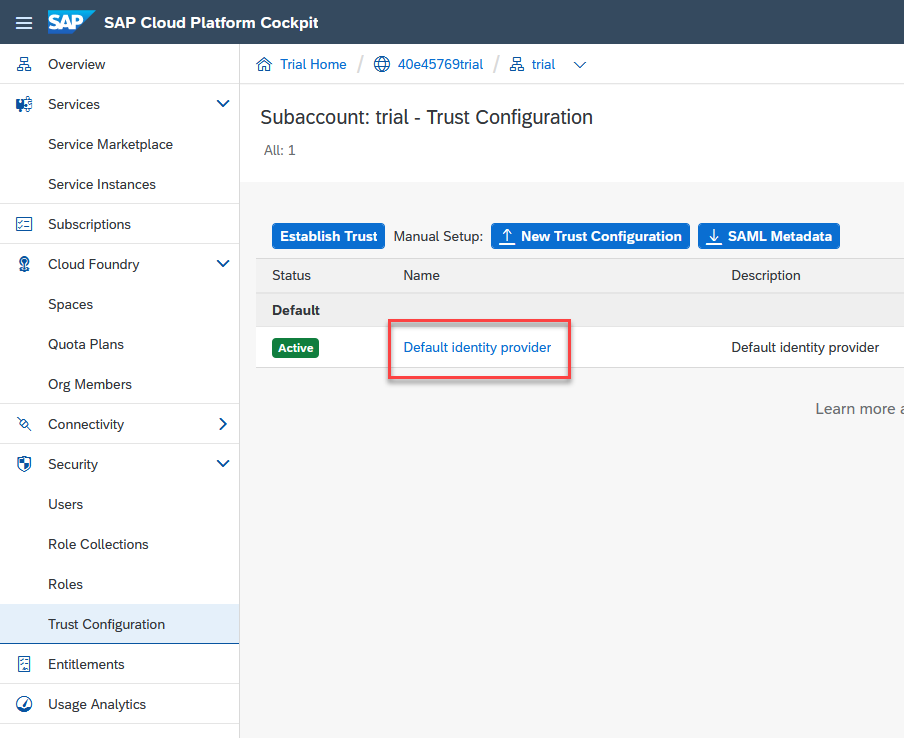 SAP SAP Cloud Platform Cockpit
Overview
Services
Service Marketplace
Service Instances
Subscriptions
Cloud Foundry
Spaces
Quota Plans
Org Members
Connectivity
Security
Users
Role Collections
Roles
Trust Configuration
Entitlements
Usage Analytics
Trial Home / 40e45769trial / trial
Subaccount: trial - Trust Configuration
All: 1
Establish Trust Manual Setup: New Trust Configuration SAML Metadata
Status Name Description
Default
Active Default identity provider Default identity provider
Learn more a